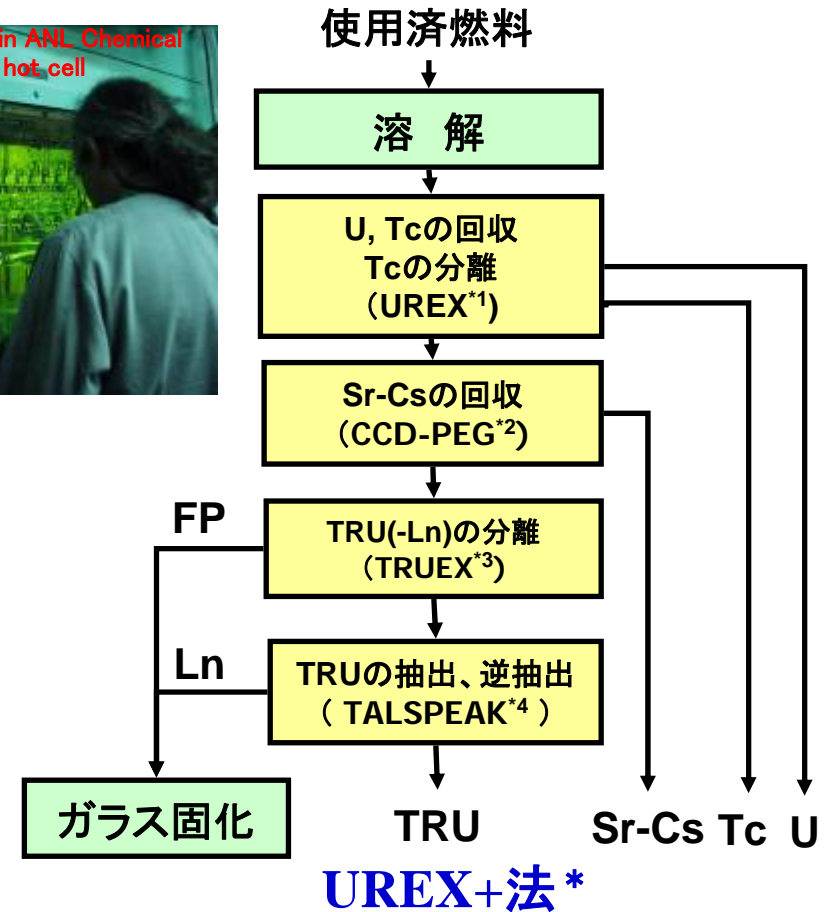 in ANL Chemical
hot cell
使用済燃料
溶 解
U, Tcの回収
Tcの分離
(UREX*1)
Sr-Csの回収
(CCD-PEG*2)
FP
TRU(-Ln)の分離
(TRUEX*3)
Ln
TRUの抽出、逆抽出
( TALSPEAK*4 )
ガラス固化
TRU
Sr-Cs Tc U
UREX+法*